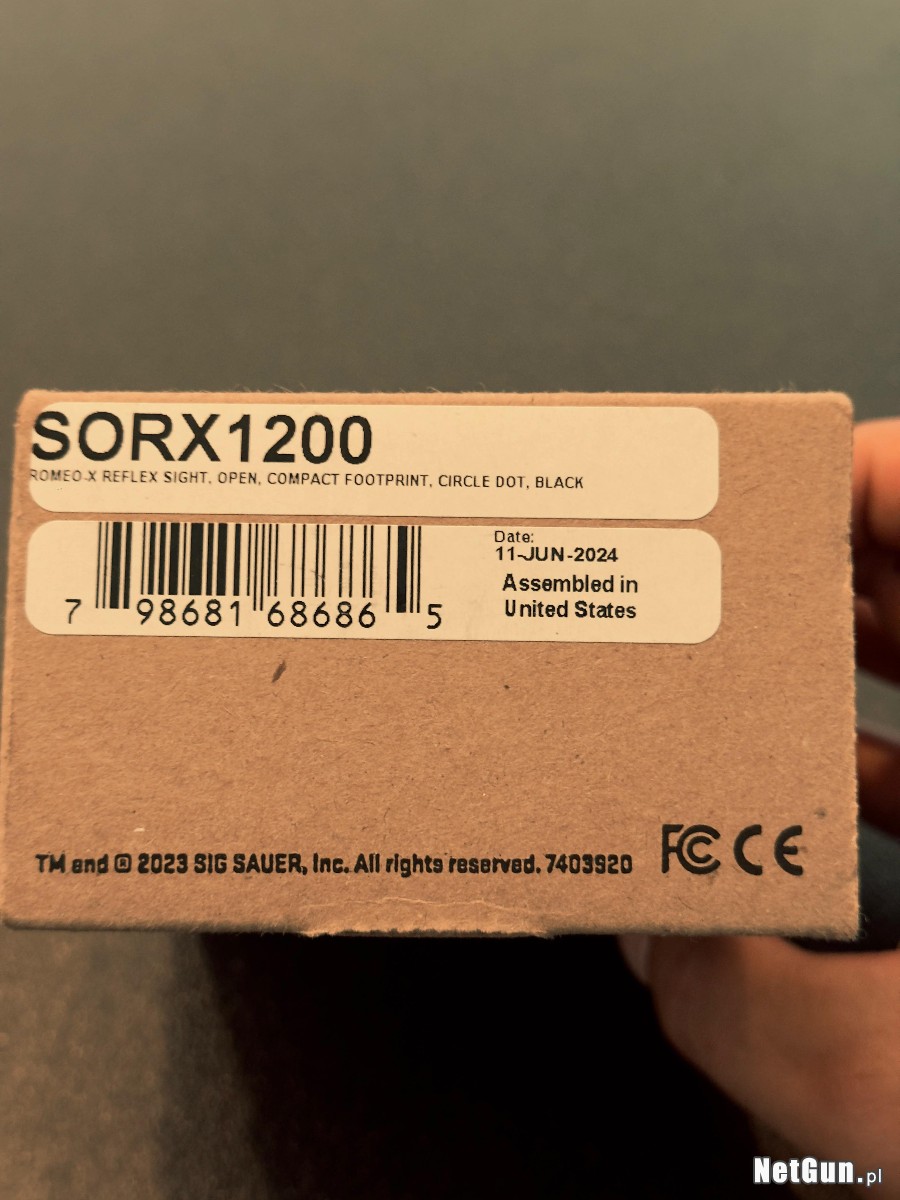 SORX1200
ROMEO-X REFLEX SIGHT, OPEN, COMPACT FOOTPRINT, CIRCLE DOT, BLACK
7 98681 68686 5
Date:
11-JUN-2024
Assembled in
United States
TM and ® 2023 SIG SAUER, Inc. All rights reserved. 7403920
FC CE
NetGun.pl